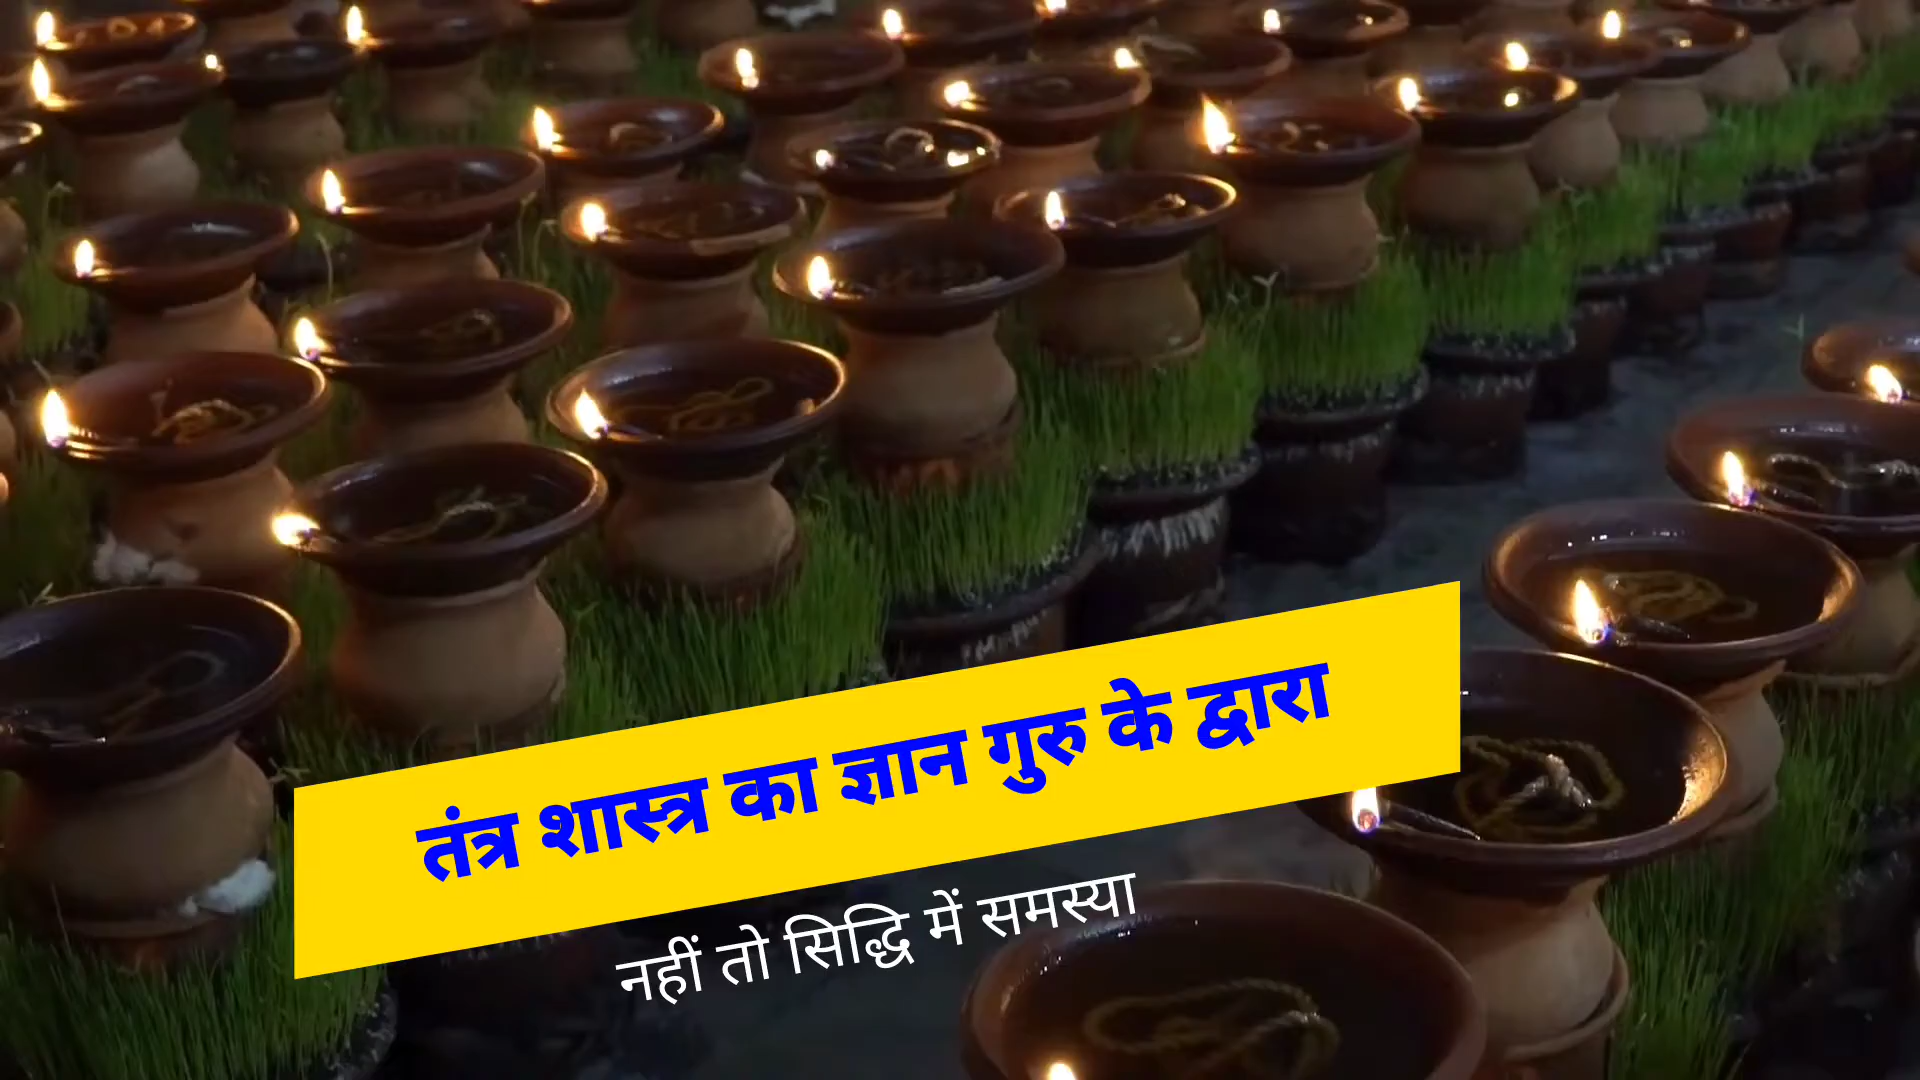 तंत्र शास्त्र का ज्ञान गुरु के द्वारा
नहीं तो सिद्धि में समस्या